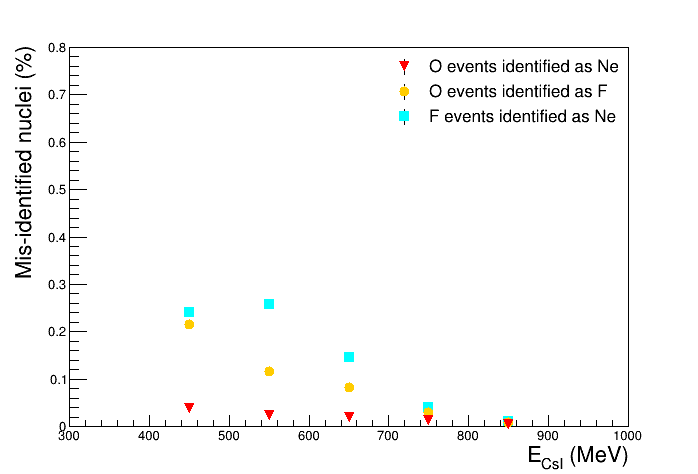 Mis-identified nuclei (%)
0.8
0.7
0.6
0.5
0.4
0.3
0.2
0.1
0
O events identified as Ne
O events identified as F
F events identified as Ne
300 400 500 600 700 800 900 1000
E_CsI (MeV)